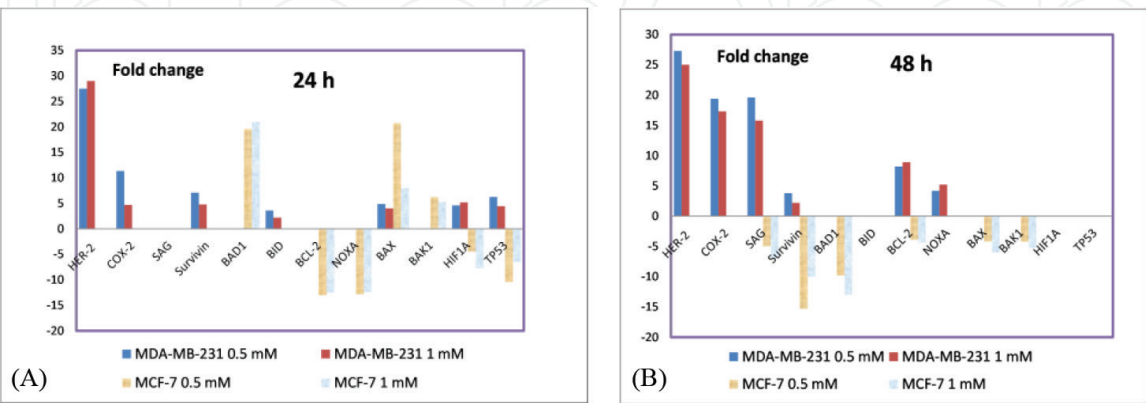 Fold change
24 h
35
30
25
20
15
10
5
0
-5
-10
-15
-20
HER-2
COX-2
SAG
Survivin
BAD1
BID
BCL-2
NOXA
BAX
BAK1
HIF1A
TP53
MDA-MB-231 0.5 mM
MDA-MB-231 1 mM
MCF-7 0.5 mM
MCF-7 1 mM
(A)
Fold change
48 h
30
25
20
15
10
5
0
-5
-10
-15
-20
HER-2
COX-2
SAG
Survivin
BAD1
BID
BCL-2
NOXA
BAX
BAK1
HIF1A
TP53
MDA-MB-231 0.5 mM
MDA-MB-231 1 mM
MCF-7 0.5 mM
MCF-7 1 mM
(B)